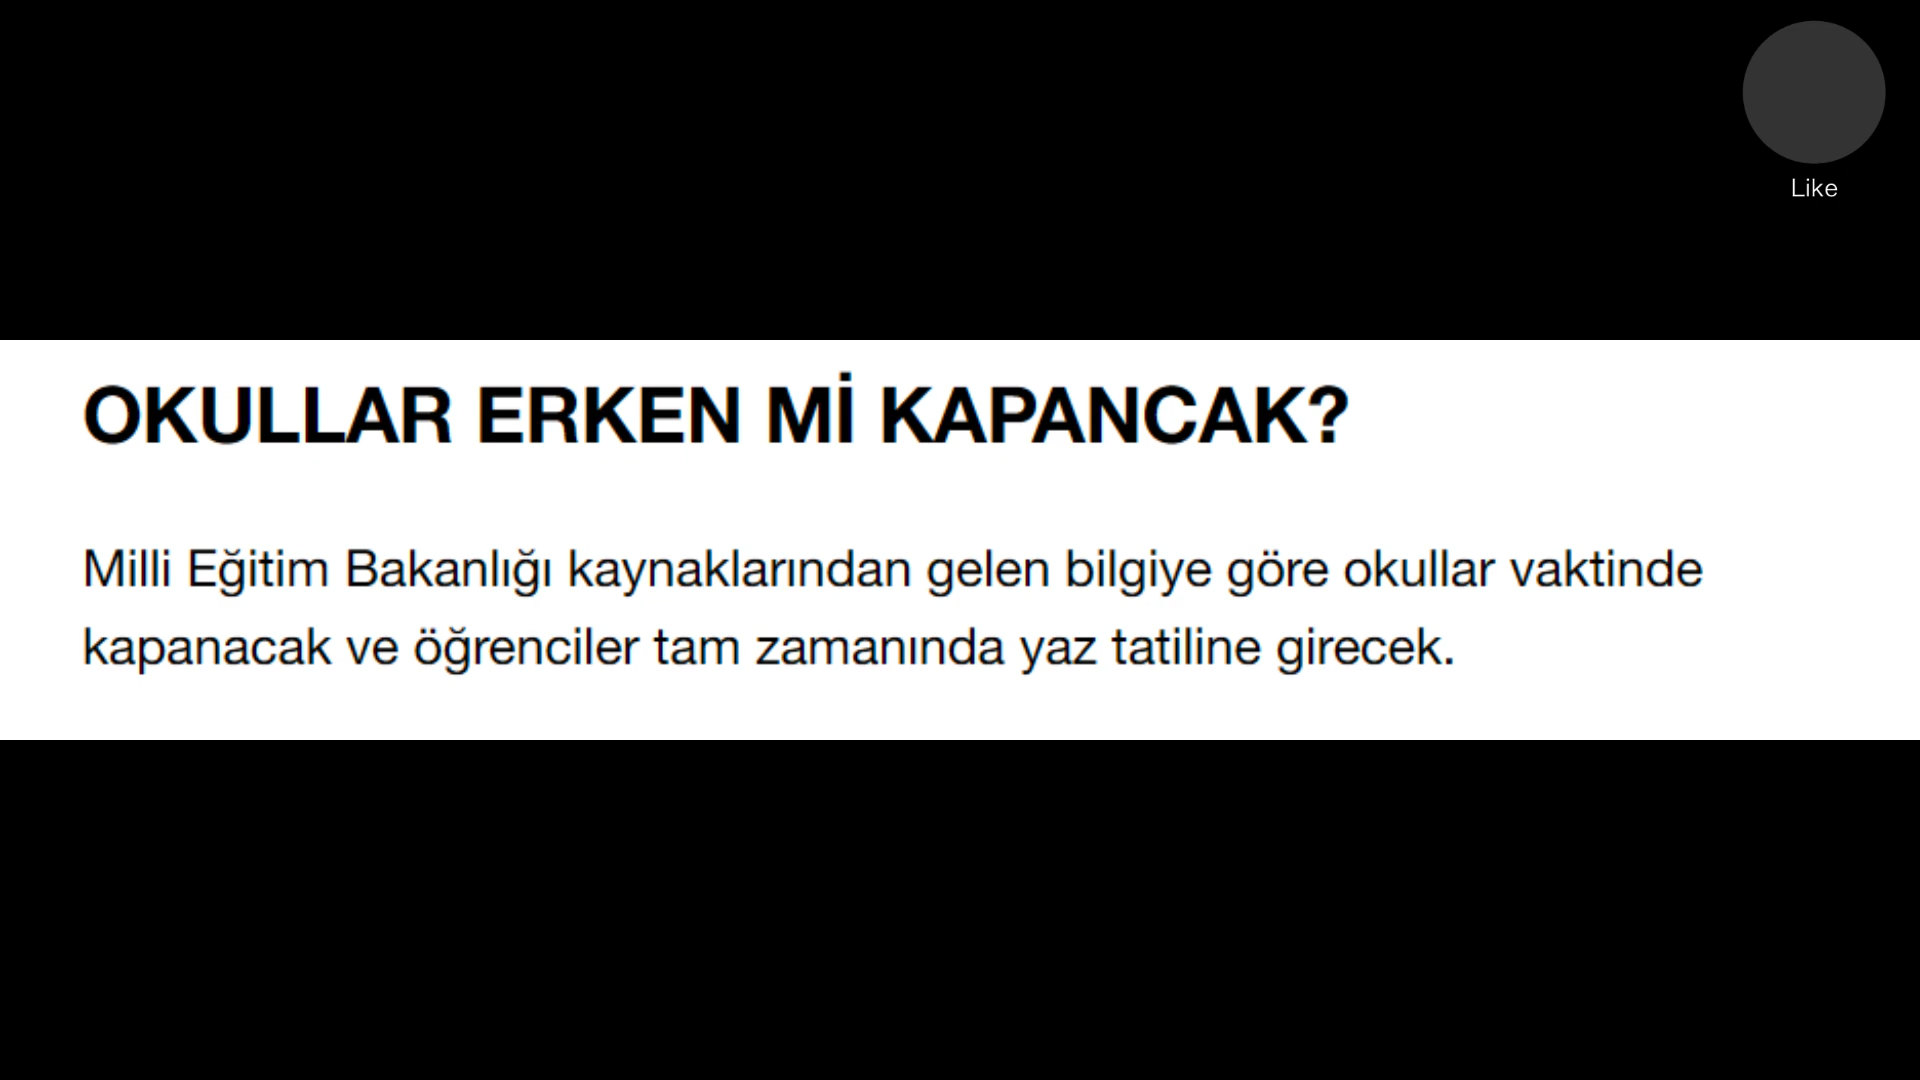 Like
OKULLAR ERKEN Mİ KAPANCAK?
Milli Eğitim Bakanlığı kaynaklarından gelen bilgiye göre okullar vaktinde
kapanacak ve öğrenciler tam zamanında yaz tatiline girecek.